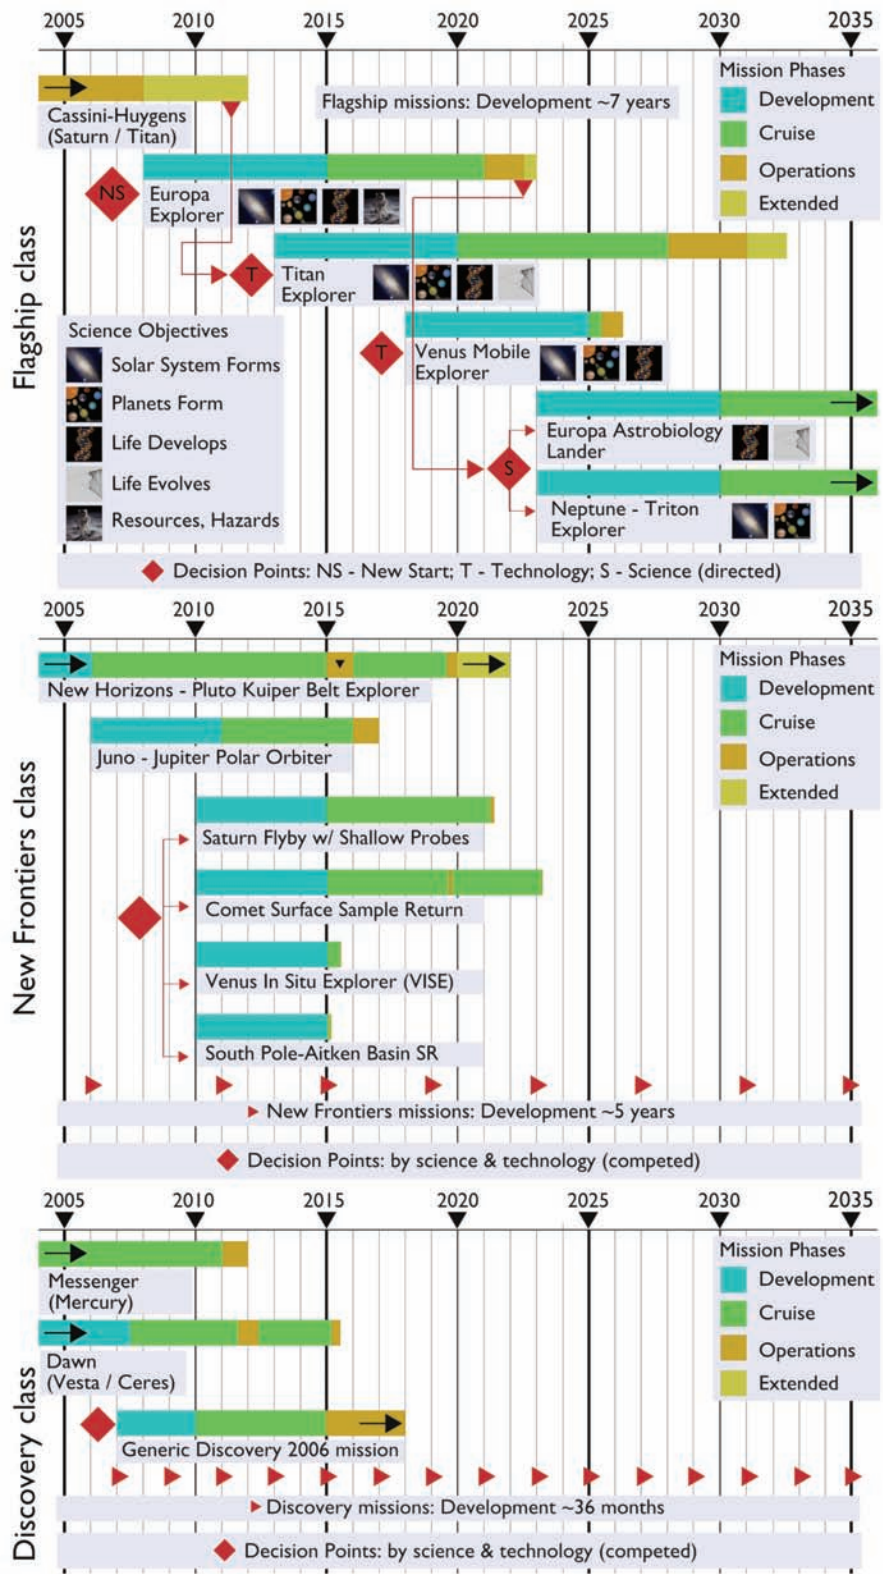 2005 2010 2015 2020 2025 2030 2035
Flagship class
Mission Phases
Development
Cruise
Operations
Extended
Flagship missions: Development ~7 years
Cassini-Huygens
(Saturn / Titan)
NS
Europa
Explorer
T
Titan
Explorer
Science Objectives
Solar System Forms
Planets Form
Life Develops
Life Evolves
Resources, Hazards
T
Venus Mobile
Explorer
Europa Astrobiology
Lander
S
Neptune - Triton
Explorer
Decision Points: NS - New Start; T - Technology; S - Science (directed)
2005 2010 2015 2020 2025 2030 2035
New Frontiers class
Mission Phases
Development
Cruise
Operations
Extended
New Horizons - Pluto Kuiper Belt Explorer
Juno - Jupiter Polar Orbiter
Saturn Flyby w/ Shallow Probes
Comet Surface Sample Return
Venus In Situ Explorer (VISE)
South Pole-Aitken Basin SR
New Frontiers missions: Development ~5 years
Decision Points: by science & technology (competed)
2005 2010 2015 2020 2025 2030 2035
Discovery class
Mission Phases
Development
Cruise
Operations
Extended
Messenger
(Mercury)
Dawn
(Vesta / Ceres)
Generic Discovery 2006 mission
Discovery missions: Development ~36 months
Decision Points: by science & technology (competed)